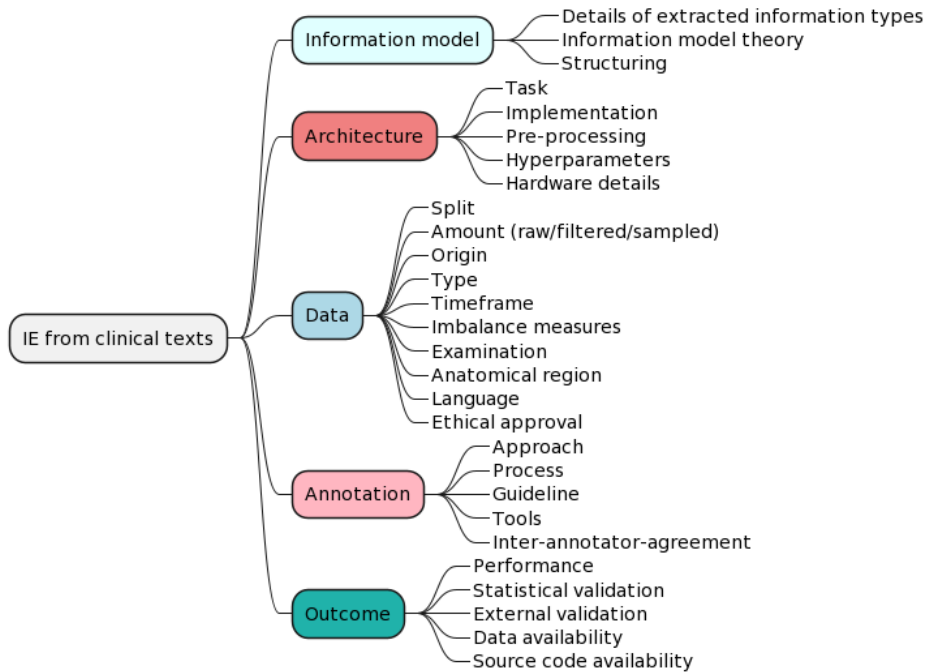 Information model
Details of extracted information types
Information model theory
Structuring
Architecture
Task
Implementation
Pre-processing
Hyperparameters
Hardware details
IE from clinical texts
Data
Split
Amount (raw/filtered/sampled)
Origin
Type
Timeframe
Imbalance measures
Examination
Anatomical region
Language
Ethical approval
Annotation
Approach
Process
Guideline
Tools
Inter-annotator-agreement
Outcome
Performance
Statistical validation
External validation
Data availability
Source code availability